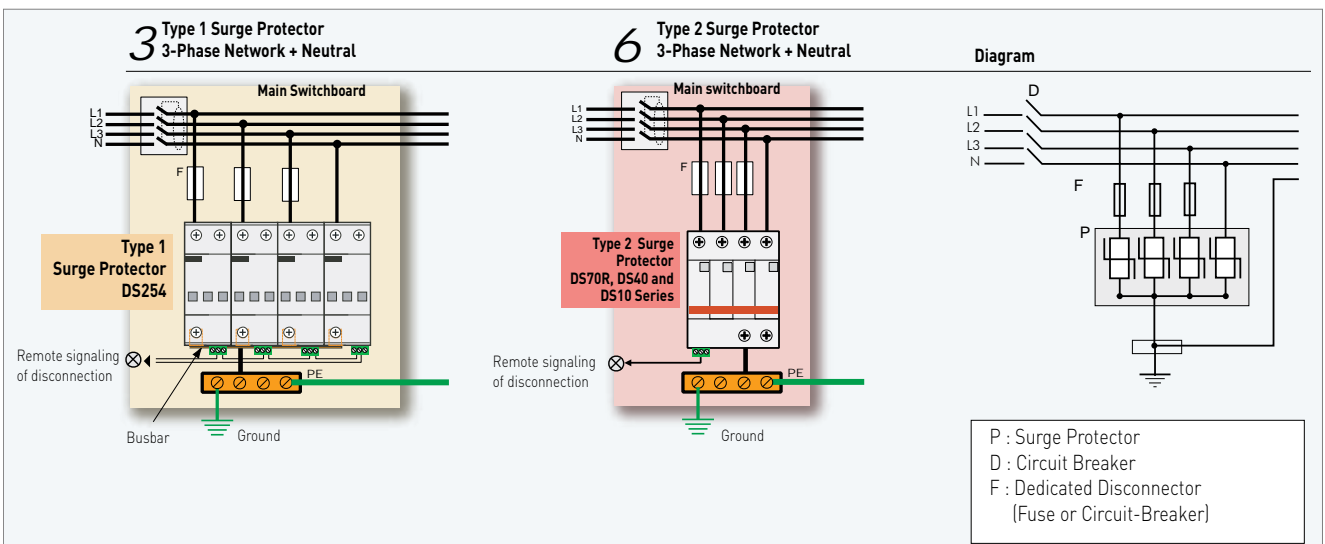 3 Type 1 Surge Protector
3-Phase Network + Neutral
Main Switchboard
L1
L2
L3
N
F
Type 1
Surge Protector
DS254
Remote signaling
of disconnection
PE
Busbar
Ground
6 Type 2 Surge Protector
3-Phase Network + Neutral
Main switchboard
L1
L2
L3
N
F
Type 2 Surge
Protector
DS70R, DS40 and
DS10 Series
Remote signaling
of disconnection
PE
Ground
Diagram
D
L1
L2
L3
N
F
P
P : Surge Protector
D : Circuit Breaker
F : Dedicated Disconnector
(Fuse or Circuit-Breaker)